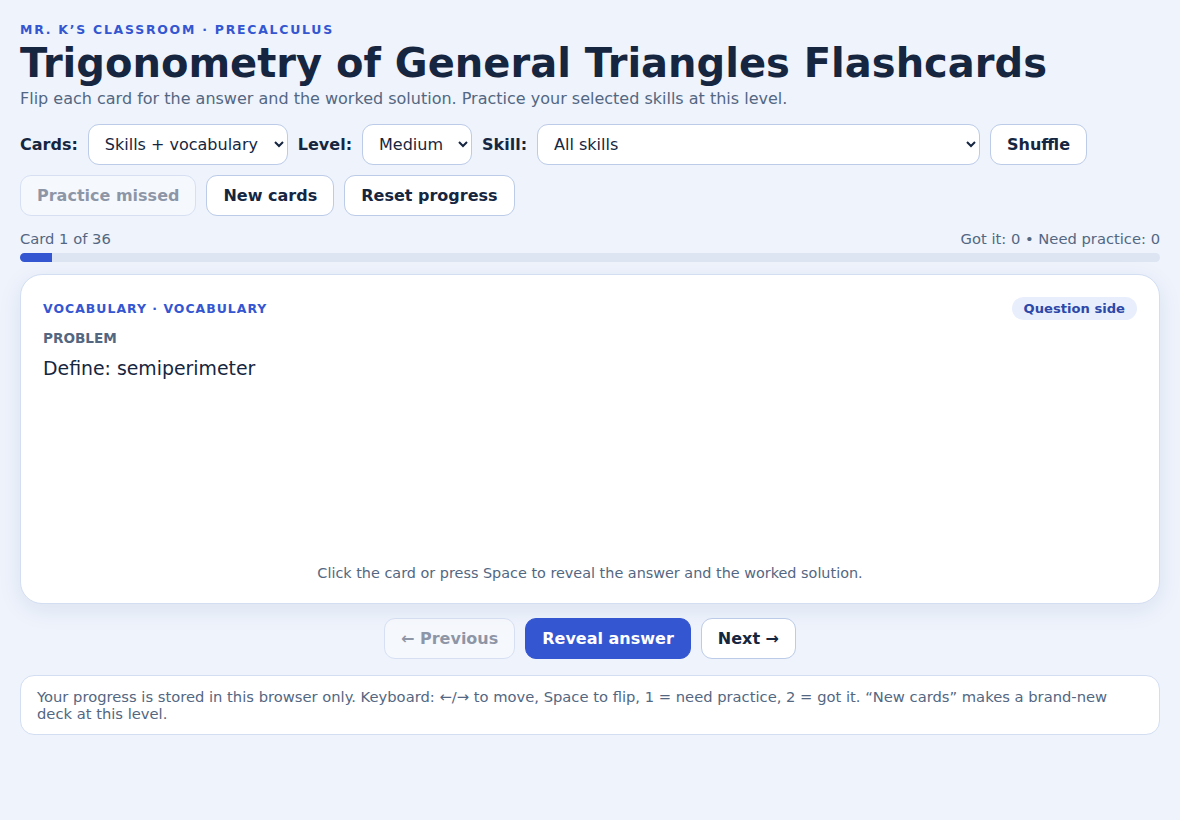 MR. K’S CLASSROOM · PRECALCULUS
Trigonometry of General Triangles Flashcards
Flip each card for the answer and the worked solution. Practice your selected skills at this level.
Cards: Skills + vocabulary Level: Medium Skill: All skills Shuffle
Practice missed New cards Reset progress
Card 1 of 36 Got it: 0 • Need practice: 0
VOCABULARY · VOCABULARY Question side
PROBLEM
Define: semiperimeter
Click the card or press Space to reveal the answer and the worked solution.
← Previous Reveal answer Next →
Your progress is stored in this browser only. Keyboard: ←/→ to move, Space to flip, 1 = need practice, 2 = got it. “New cards” makes a brand-new
deck at this level.